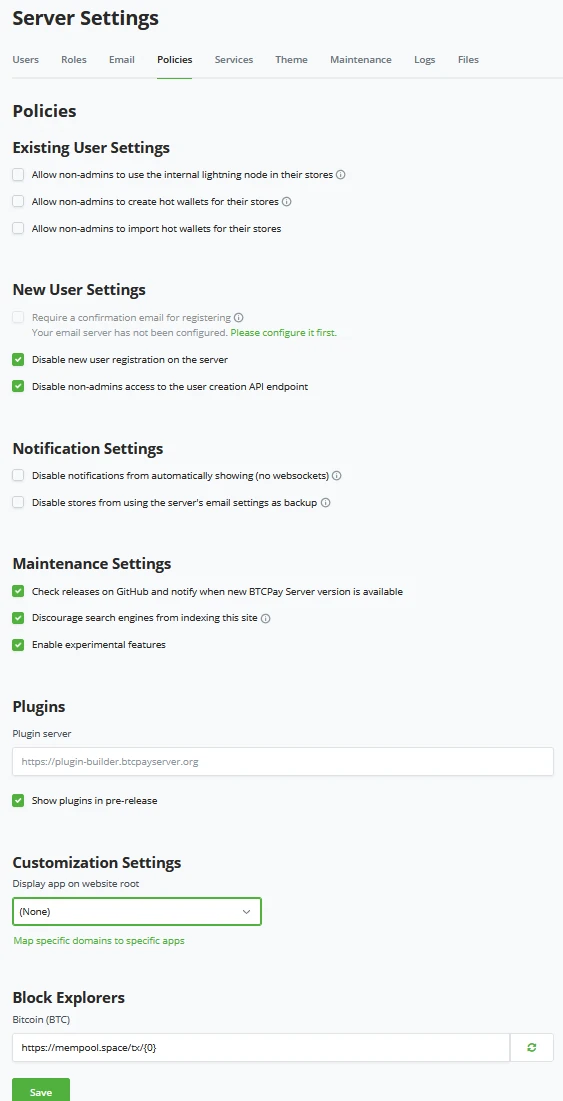 Server Settings
Users Roles Email Policies Services Theme Maintenance Logs Files
Policies
Existing User Settings
Allow non-admins to use the internal lightning node in their stores
Allow non-admins to create hot wallets for their stores
Allow non-admins to import hot wallets for their stores
New User Settings
Require a confirmation email for registering
Your email server has not been configured. Please configure it first.
Disable new user registration on the server
Disable non-admins access to the user creation API endpoint
Notification Settings
Disable notifications from automatically showing (no websockets)
Disable stores from using the server's email settings as backup
Maintenance Settings
Check releases on GitHub and notify when new BTCPay Server version is available
Discourage search engines from indexing this site
Enable experimental features
Plugins
Plugin server
https://plugin-builder.btcpayserver.org
Show plugins in pre-release
Customization Settings
Display app on website root
(None)
Map specific domains to specific apps
Block Explorers
Bitcoin (BTC)
https://mempool.space/tx/{0}
Save